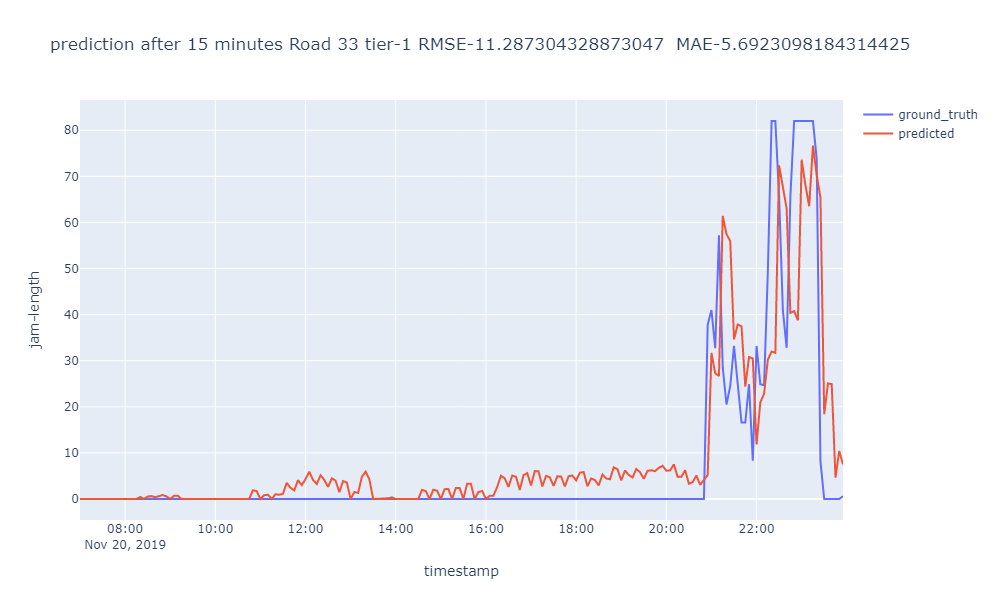 prediction after 15 minutes Road 33 tier-1 RMSE-11.287304328873047  MAE-5.6923098184314425
ground_truth
predicted
80
70
60
50
40
30
20
10
0
jam-length
08:00 10:00 12:00 14:00 16:00 18:00 20:00 22:00
Nov 20, 2019
timestamp